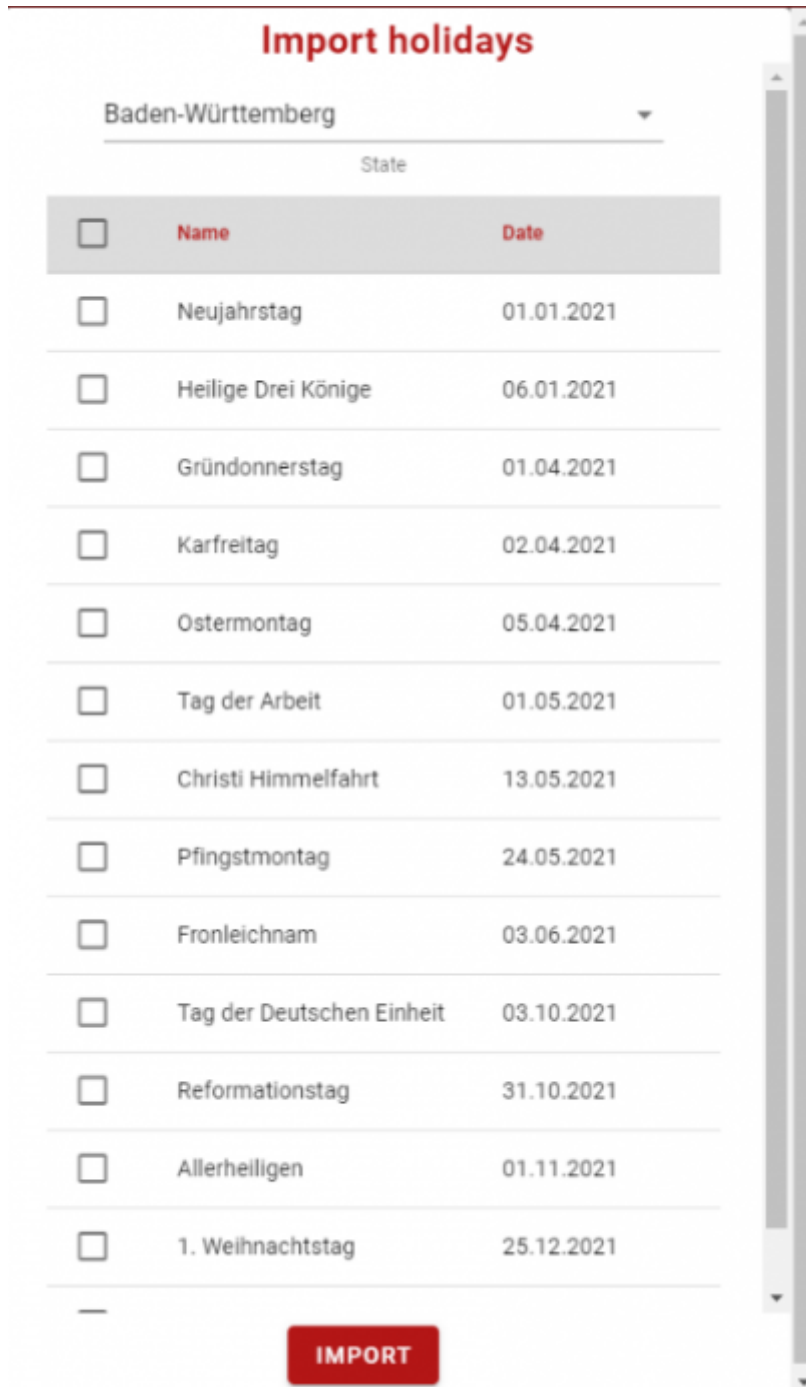 Import holidays
Baden-Württemberg
State
Name Date
Neujahrstag 01.01.2021
Heilige Drei Könige 06.01.2021
Gründonnerstag 01.04.2021
Karfreitag 02.04.2021
Ostermontag 05.04.2021
Tag der Arbeit 01.05.2021
Christi Himmelfahrt 13.05.2021
Pfingstmontag 24.05.2021
Fronleichnam 03.06.2021
Tag der Deutschen Einheit 03.10.2021
Reformationstag 31.10.2021
Allerheiligen 01.11.2021
1. Weihnachtstag 25.12.2021
IMPORT